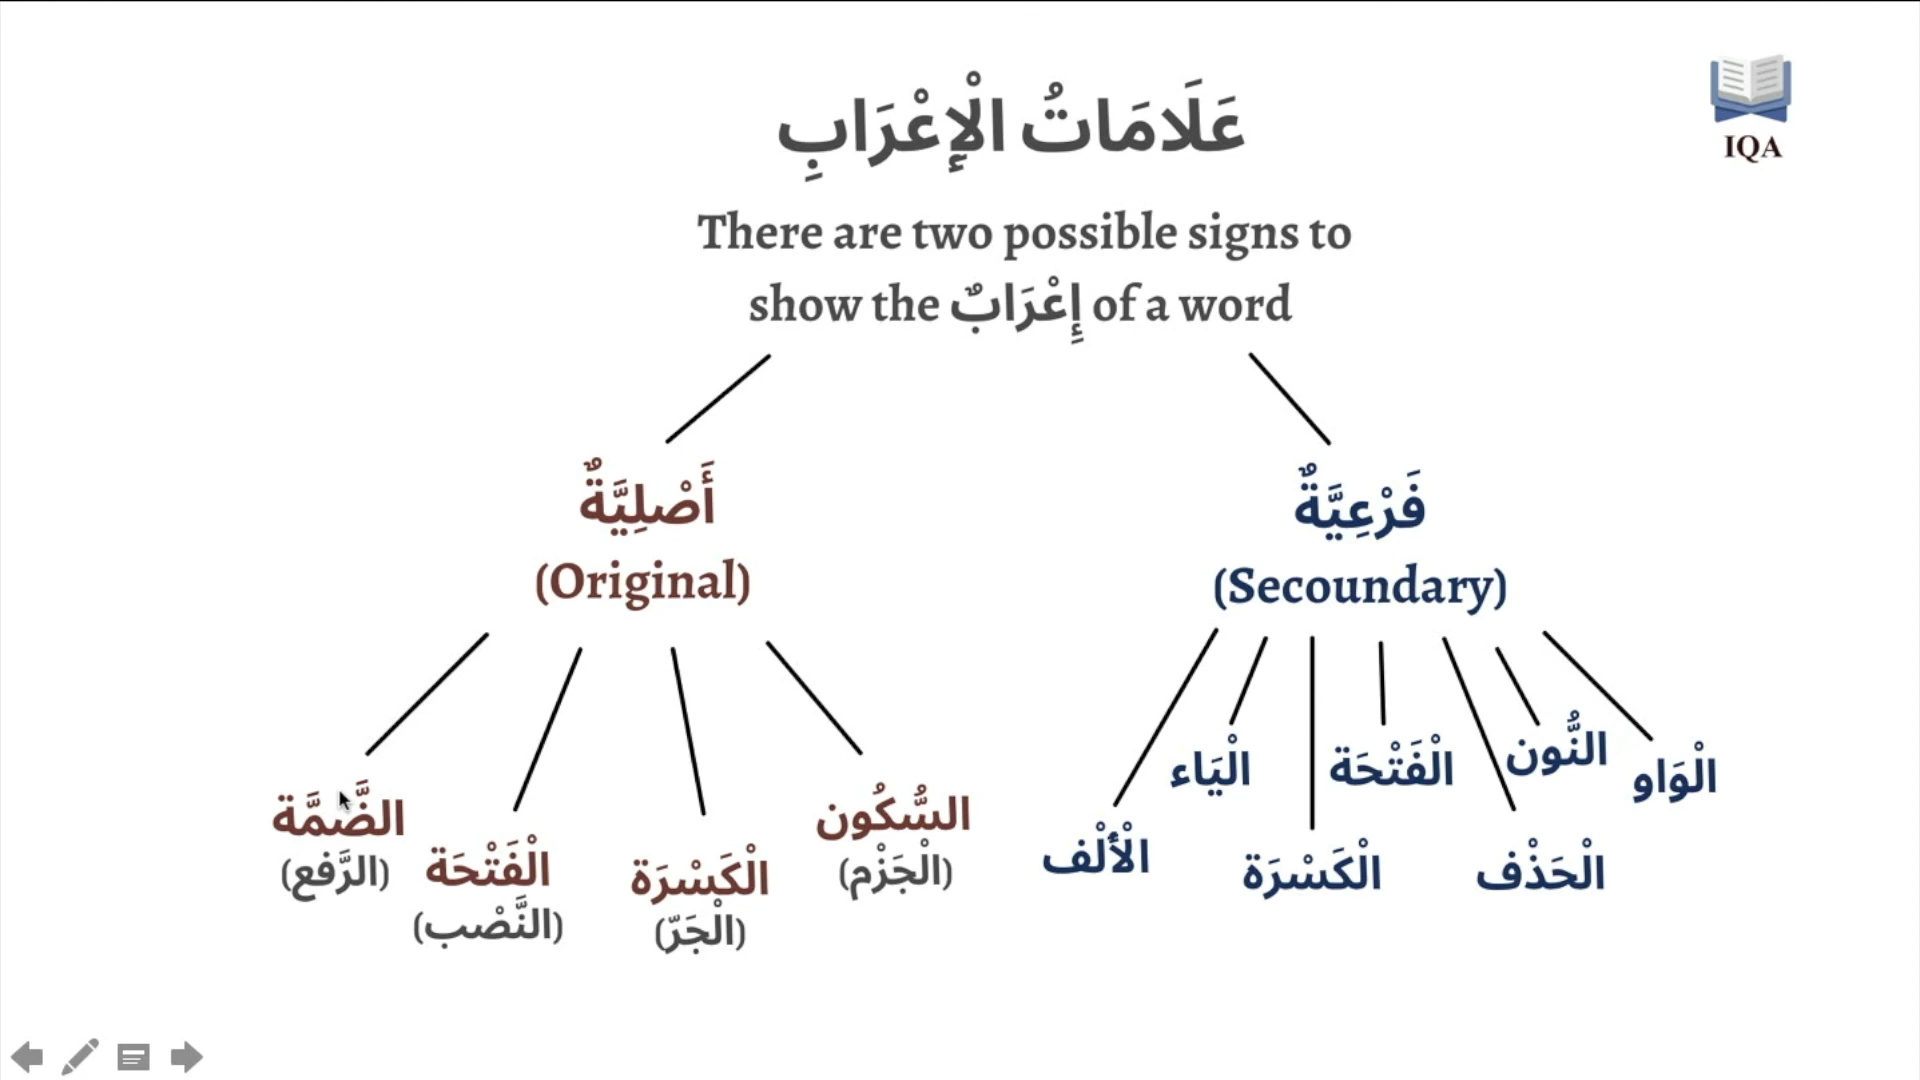 عَلَامَاتُ الْإِعْرَابِ
IQA
There are two possible signs to
show the إِعْرَابٌ of a word
أَصْلِيَّةٌ
(Original)
فَرْعِيَّةٌ
(Secoundary)
الضَّمَّة
(الرَّفع)
الْفَتْحَة
(النَّصْب)
الْكَسْرَة
(الْجَرّ)
السُّكُون
(الْجَزْم)
الْأَلْف
الْيَاء
الْكَسْرَة
الْفَتْحَة
الْحَذْف
النُّون
الْوَاو